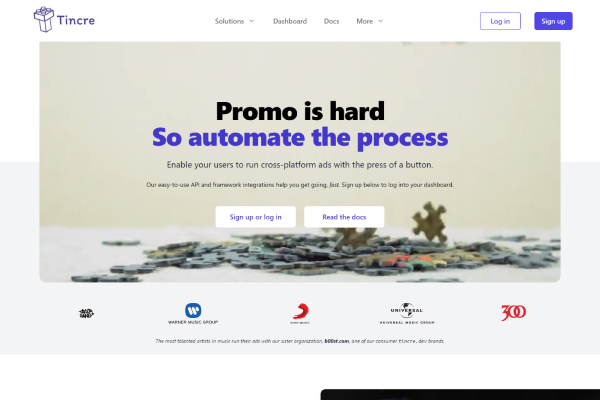 Tincre
Solutions
Dashboard
Docs
More
Log in
Sign up
Promo is hard
So automate the process
Enable your users to run cross-platform ads with the press of a button.
Our easy-to-use API and framework integrations help you get going, fast. Sign up below to log into your dashboard.
Sign up or log in
Read the docs
WARNER MUSIC GROUP
SONY MUSIC
UNIVERSAL
UNIVERSAL MUSIC GROUP
300
The most talented artists in music run their ads with our sister organization, b00st.com, one of our consumer tincre.dev brands.